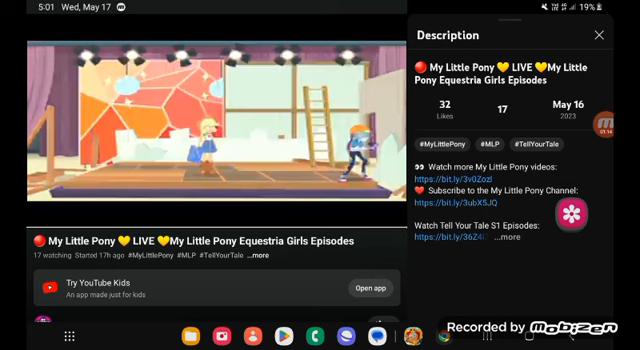 5:01 Wed, May 17
19%
Description
🔴 My Little Pony 💛 LIVE 💛My Little
Pony Equestria Girls Episodes
32
Likes
17
May 16
2023
#MyLittlePony #MLP #TellYourTale
01:14
👀 Watch more My Little Pony videos:
https://bit.ly/3v0Zozl
❤️ Subscribe to the My Little Pony Channel:
https://bit.ly/3ubX5JQ
Watch Tell Your Tale S1 Episodes:
...more
🔴 My Little Pony 💛 LIVE 💛My Little Pony Equestria Girls Episodes
17 watching Started 17h ago #MyLittlePony #MLP #TellYourTale ...more
Try YouTube Kids
An app made just for kids
Open app
Recorded by mobizen